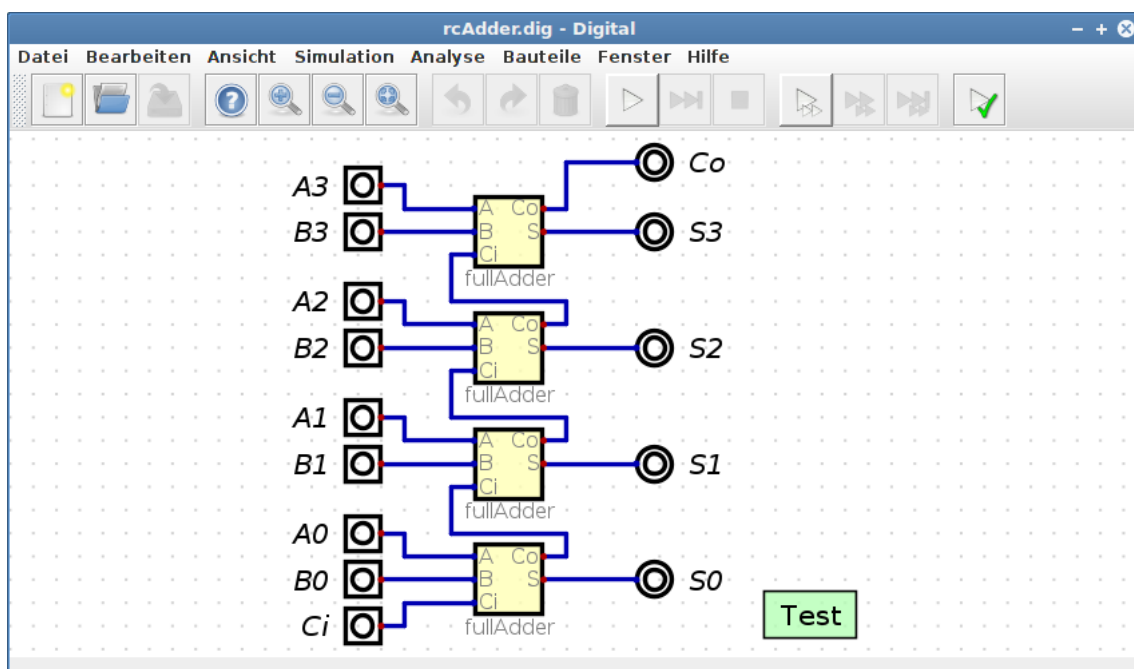 rcAdder.dig - Digital
Datei Bearbeiten Ansicht Simulation Analyse Bauteile Fenster Hilfe
Co
A3
A Co
B3
B S
S3
Ci
fullAdder
A2
A Co
B2
B S
S2
Ci
fullAdder
A1
A Co
B1
B S
S1
Ci
fullAdder
A0
A Co
B0
B S
S0
Ci
Ci
fullAdder
Test